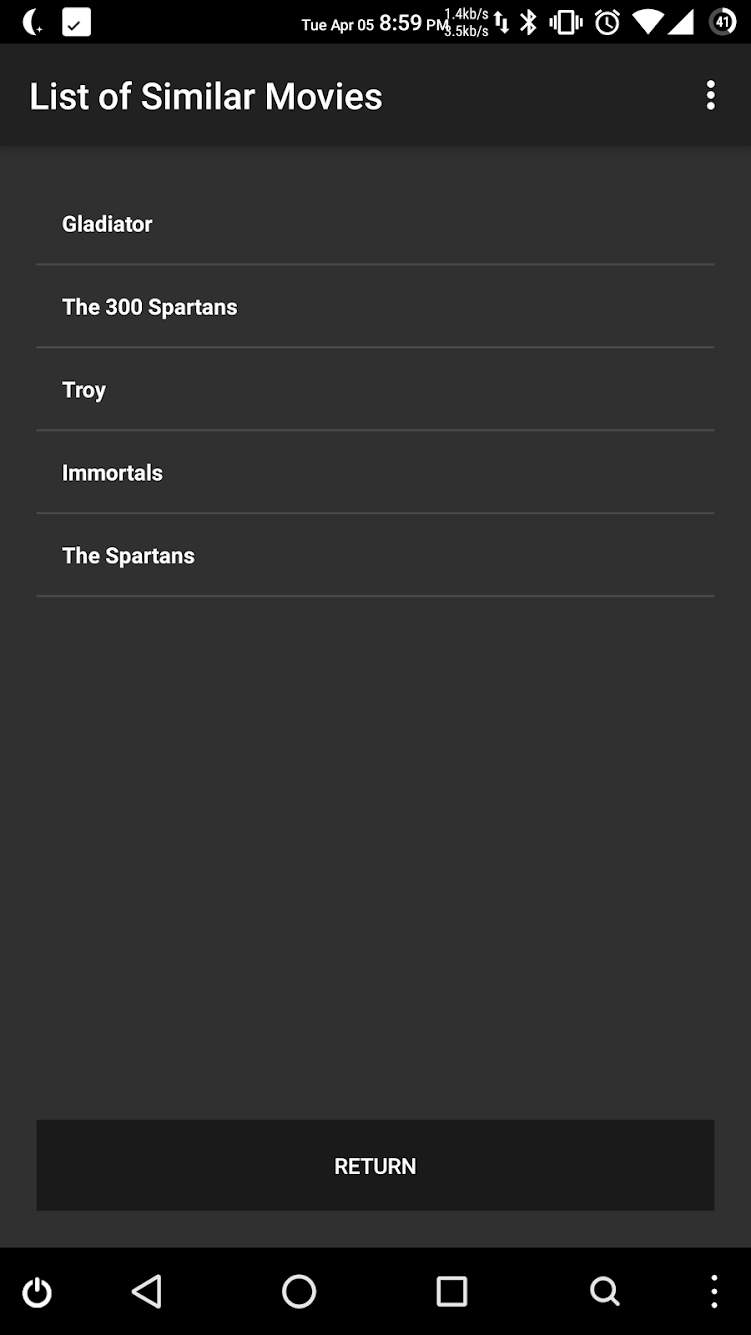 Tue Apr 05 8:59 PM 1.4kb/s
3.5kb/s
41
List of Similar Movies
Gladiator
The 300 Spartans
Troy
Immortals
The Spartans
RETURN